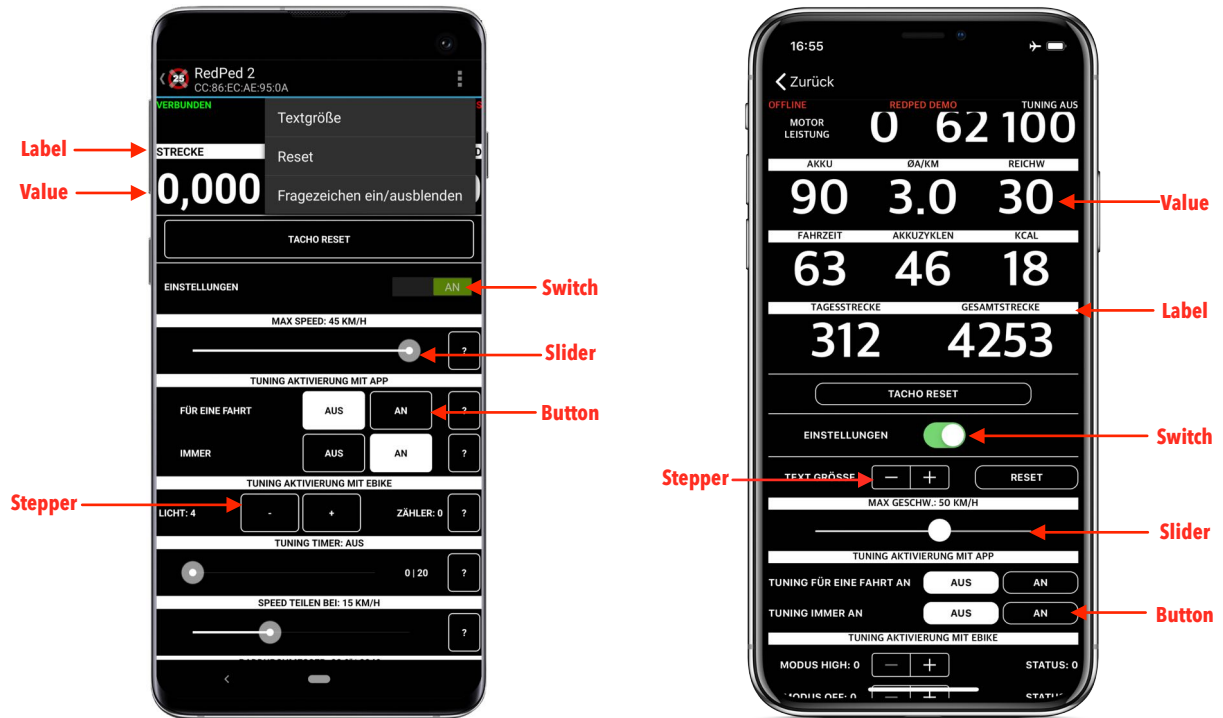 RedPed 2
CC:86:EC:AE:95:0A
VERBUNDEN
Textgröße
Reset
Fragezeichen ein/ausblenden
Label
STRECKE
Value
0,000
TACHO RESET
EINSTELLUNGEN
AN
Switch
MAX SPEED: 45 KM/H
?
Slider
TUNING AKTIVIERUNG MIT APP
FÜR EINE FAHRT
AUS
AN
?
Button
IMMER
AUS
AN
?
TUNING AKTIVIERUNG MIT EBIKE
Stepper
LICHT: 4
-
+
ZÄHLER: 0
?
TUNING TIMER: AUS
0 | 20
?
SPEED TEILEN BEI: 15 KM/H
?
16:55
Zurück
OFFLINE
REDPED DEMO
TUNING AUS
MOTOR
LEISTUNG
0
62
100
AKKU
ØA/KM
REICHW
90
3.0
30
Value
FAHRZEIT
AKKUZYKLEN
KCAL
63
46
18
TAGESSTRECKE
GESAMTSTRECKE
Label
312
4253
TACHO RESET
EINSTELLUNGEN
Switch
Stepper
TEXT GRÖSSE
—
+
RESET
MAX GESCHW.: 50 KM/H
Slider
TUNING AKTIVIERUNG MIT APP
TUNING FÜR EINE FAHRT AN
AUS
AN
TUNING IMMER AN
AUS
AN
Button
TUNING AKTIVIERUNG MIT EBIKE
MODUS HIGH: 0
—
+
STATUS: 0
MODUS OFF: 0
—
+